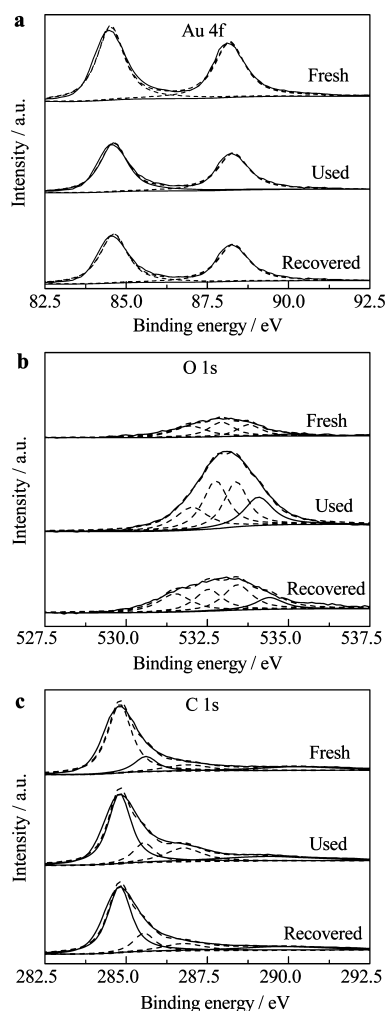 a
Au 4f
Fresh
Used
Recovered
Intensity / a.u.
82.5 85.0 87.5 90.0 92.5
Binding energy / eV
b
O 1s
Fresh
Used
Recovered
Intensity / a.u.
527.5 530.0 532.5 535.0 537.5
Binding energy / eV
c
C 1s
Fresh
Used
Recovered
Intensity / a.u.
282.5 285.0 287.5 290.0 292.5
Binding energy / eV